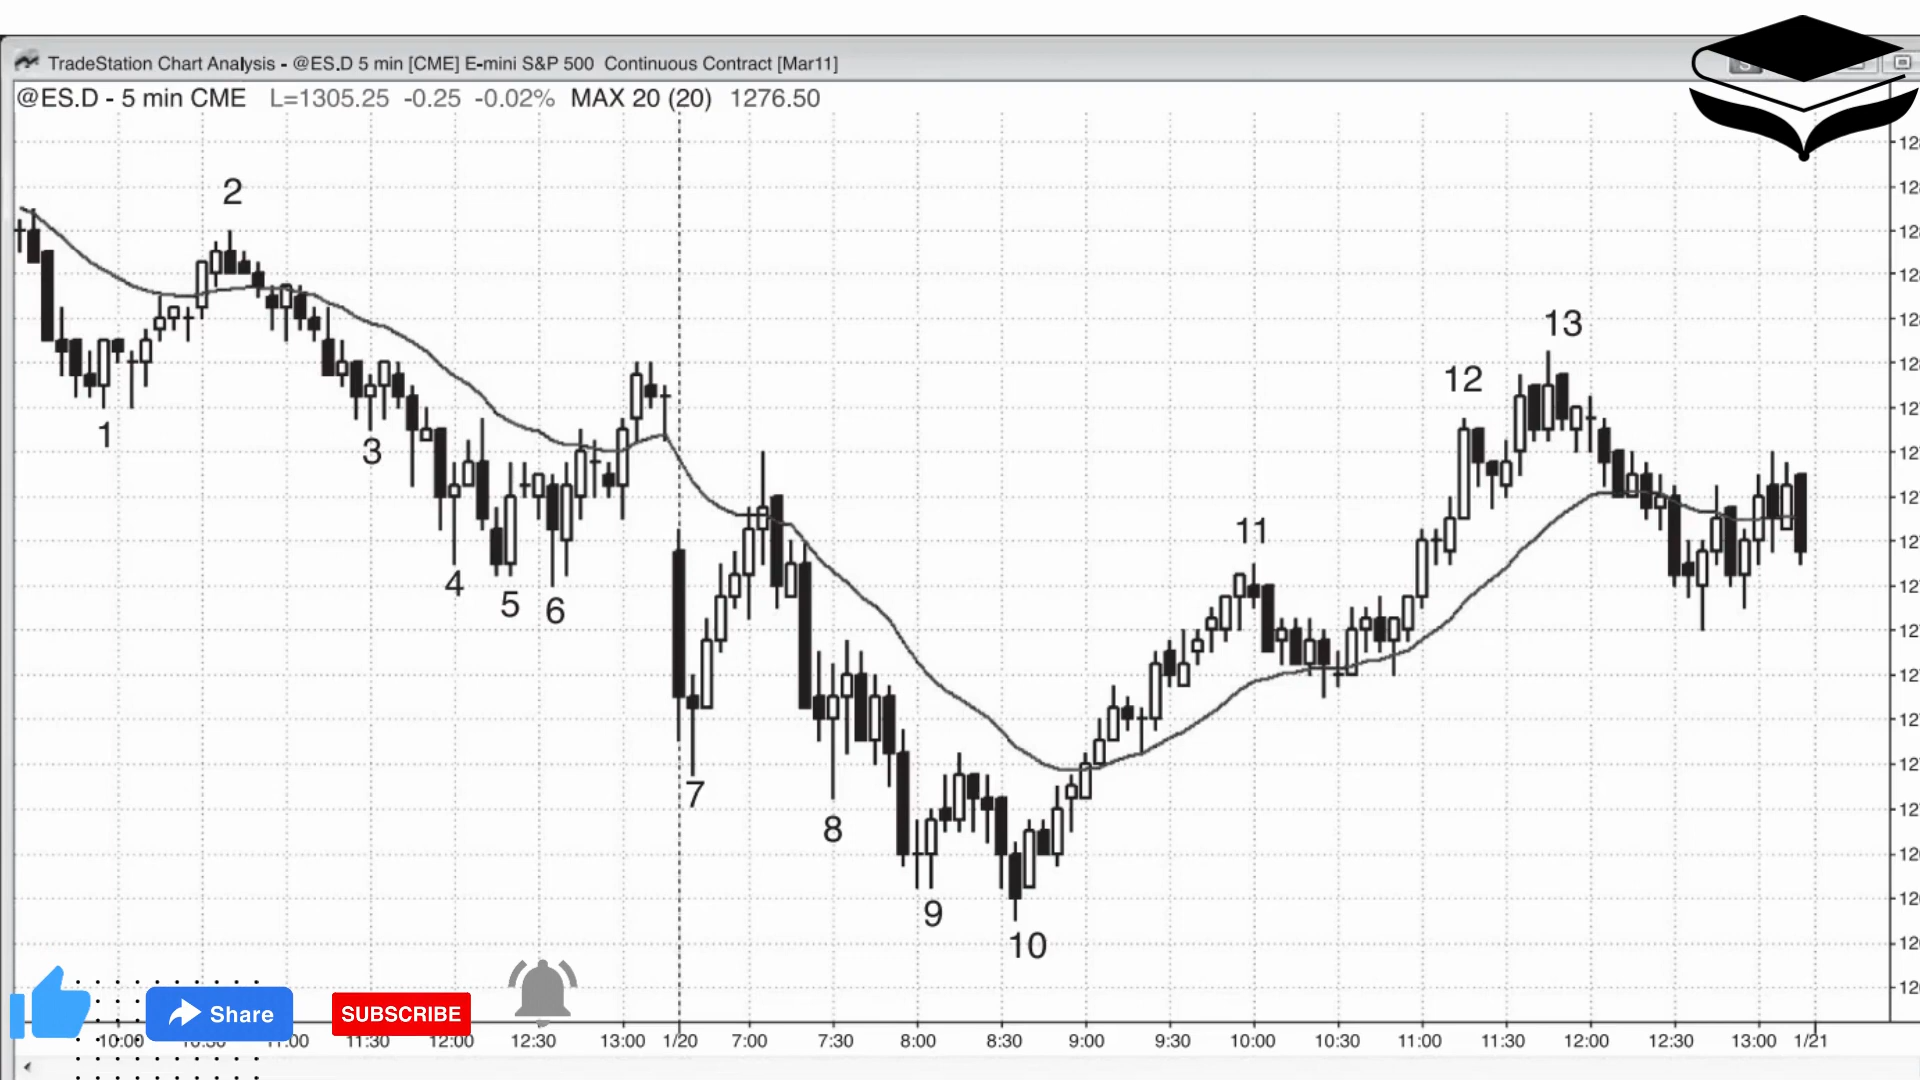 TradeStation Chart Analysis - @ES.D 5 min [CME] E-mini S&P 500 Continuous Contract [Mar11]
@ES.D - 5 min CME L=1305.25 -0.25 -0.02% MAX 20 (20) 1276.50
2
13
12
1
3
11
4
5
6
7
8
9
10
Share
SUBSCRIBE
10:00 10:30 11:00 11:30 12:00 12:30 13:00 1/20 7:00 7:30 8:00 8:30 9:00 9:30 10:00 10:30 11:00 11:30 12:00 12:30 13:00 1/21